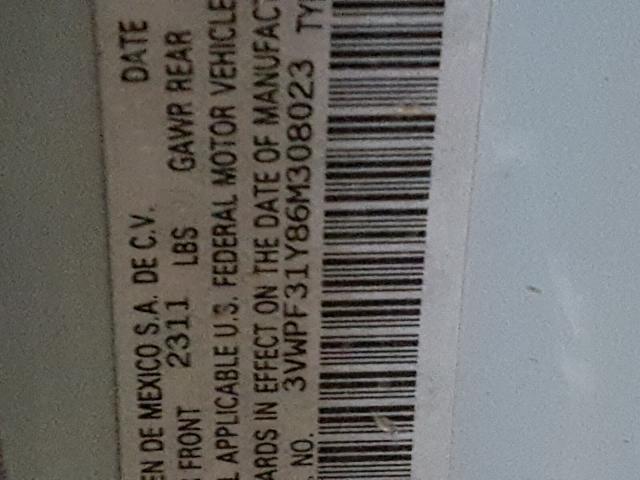 EN DE MEXICO S.A. DE C.V. DATE
FRONT 2311 LBS GAWR REAR
APPLICABLE U.S. FEDERAL MOTOR VEHICLE
ARDS IN EFFECT ON THE DATE OF MANUFACT
NO. 3VWPF31Y86M308023 TY